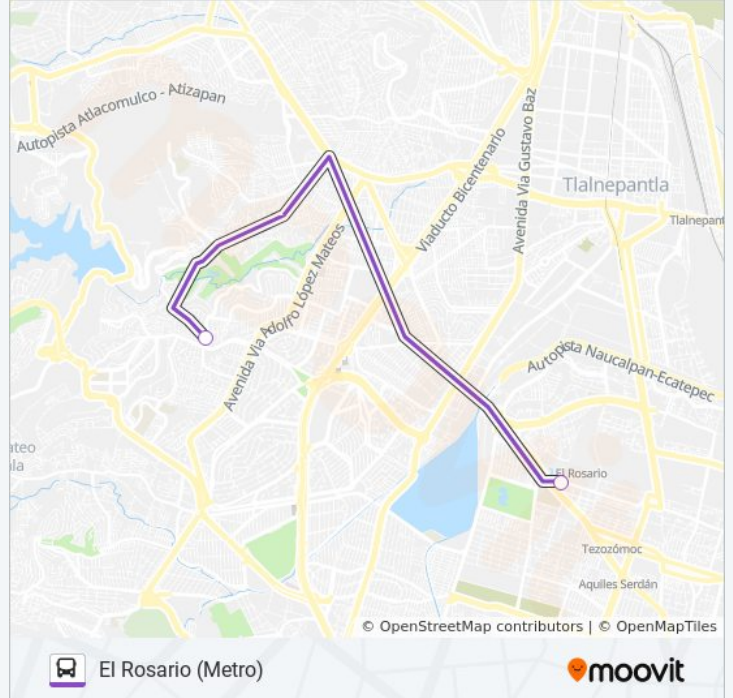 Autopista Atlacomulco - Atizapan
Avenida Vía Gustavo Baz
Viaducto Bicentenario
Tlalnepantla
Tlalnepant
Avenida Vía Adolfo López Mateos
Autopista Naucalpan-Ecatepec
teo
la
El Rosario
Tezozómoc
Aquiles Serdán
© OpenStreetMap contributors | © OpenMapTiles
El Rosario (Metro)
moovit